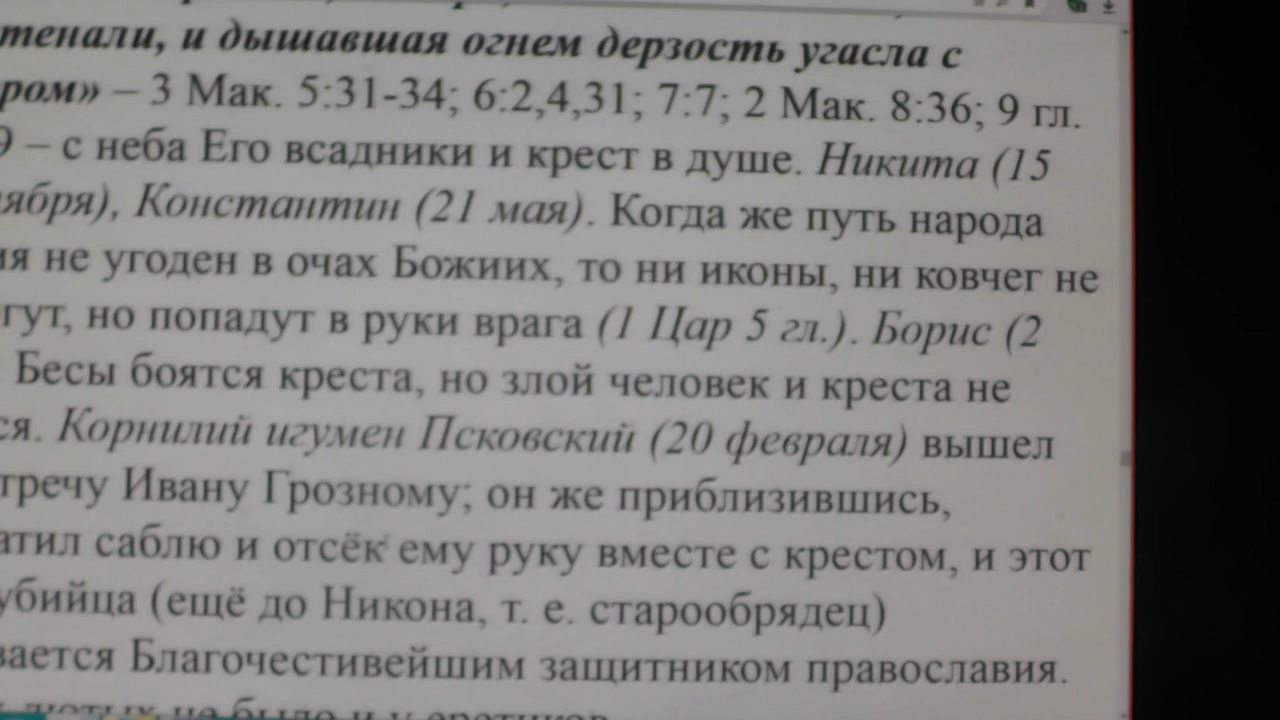 тенали, и дышавшая огнем дерзость угасла с
ром» – 3 Мак. 5:31-34; 6:2,4,31; 7:7; 2 Мак. 8:36; 9 гл.
9 – с неба Его всадники и крест в душе. Никита (15
ября), Константин (21 мая). Когда же путь народа
ия не угоден в очах Божиих, то ни иконы, ни ковчег не
гут, но попадут в руки врага (1 Цар 5 гл.). Борис (2
Бесы боятся креста, но злой человек и креста не
ся. Корнилий игумен Псковский (20 февраля) вышел
тречу Ивану Грозному; он же приблизившись,
атил саблю и отсёк ему руку вместе с крестом, и этот
убийца (ещё до Никона, т. е. старообрядец)
вается Благочестивейшим защитником православия.
лютых не было и у еретиков